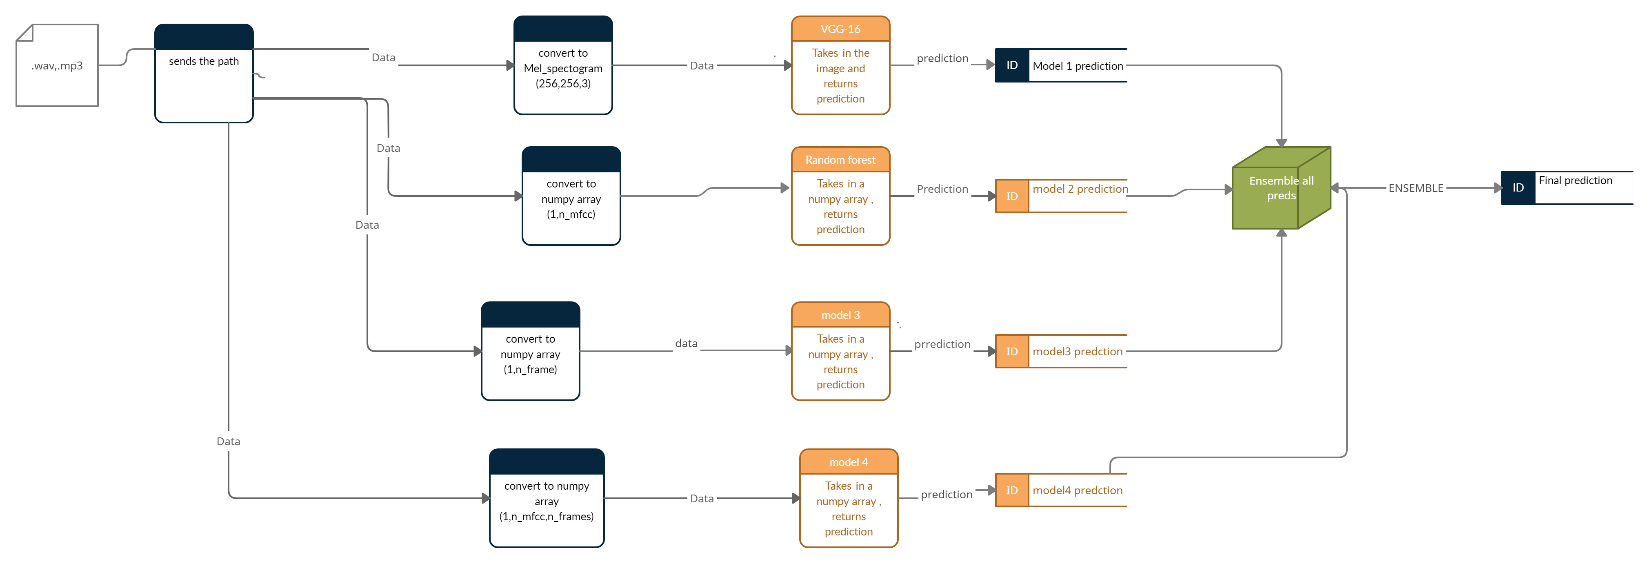 .wav,.mp3
sends the path
Data
convert to
Mel_spectogram
(256,256,3)
Data
VGG-16
Takes in the
image and
returns
prediction
prediction
ID
Model 1 prediction
Data
convert to
numpy array
(1,n_mfcc)
Random forest
Takes in a
numpy array ,
returns
prediction
Prediction
ID
model 2 prediction
Ensemble all
preds
ENSEMBLE
ID
Final prediction
Data
convert to
numpy array
(1,n_frame)
data
model 3
Takes in a
numpy array ,
returns
prediction
prrediction
ID
model3 predction
Data
convert to numpy
array
(1,n_mfcc,n_frames)
Data
model 4
Takes in a
numpy array ,
returns
prediction
prediction
ID
model4 predction